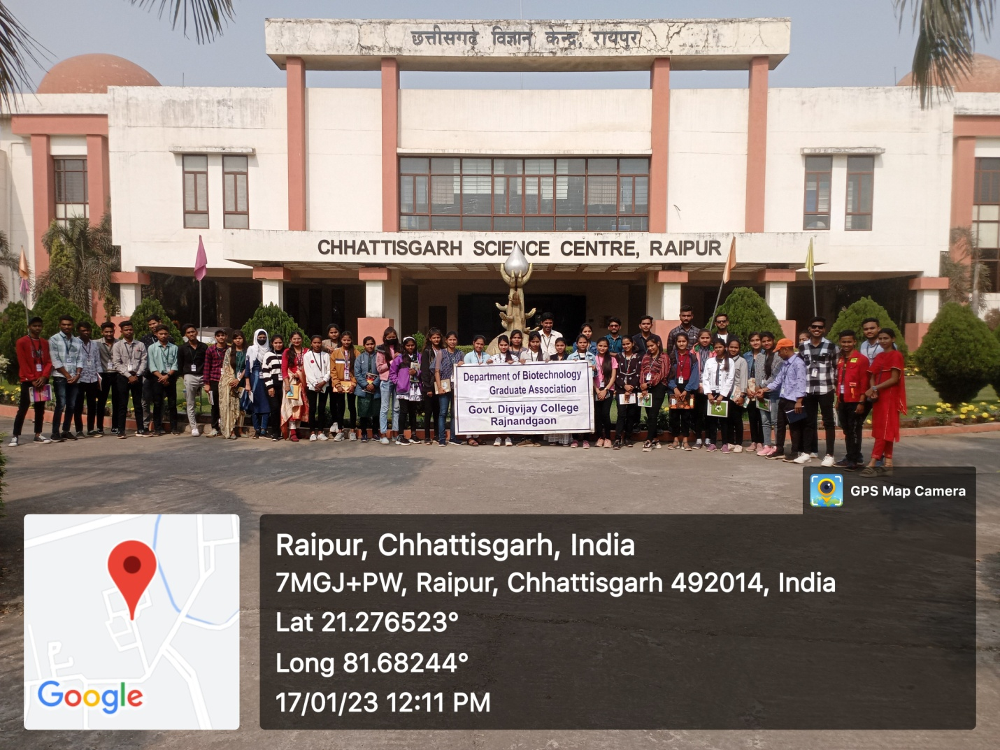 छत्तीसगढ़ विज्ञान केन्द्र, रायपुर
CHHATTISGARH SCIENCE CENTRE, RAIPUR
Department of Biotechnology
Graduate Association
Govt. Digvijay College
Rajnandgaon
GPS Map Camera
Raipur, Chhattisgarh, India
7MGJ+PW, Raipur, Chhattisgarh 492014, India
Lat 21.276523°
Long 81.68244°
17/01/23 12:11 PM
Google